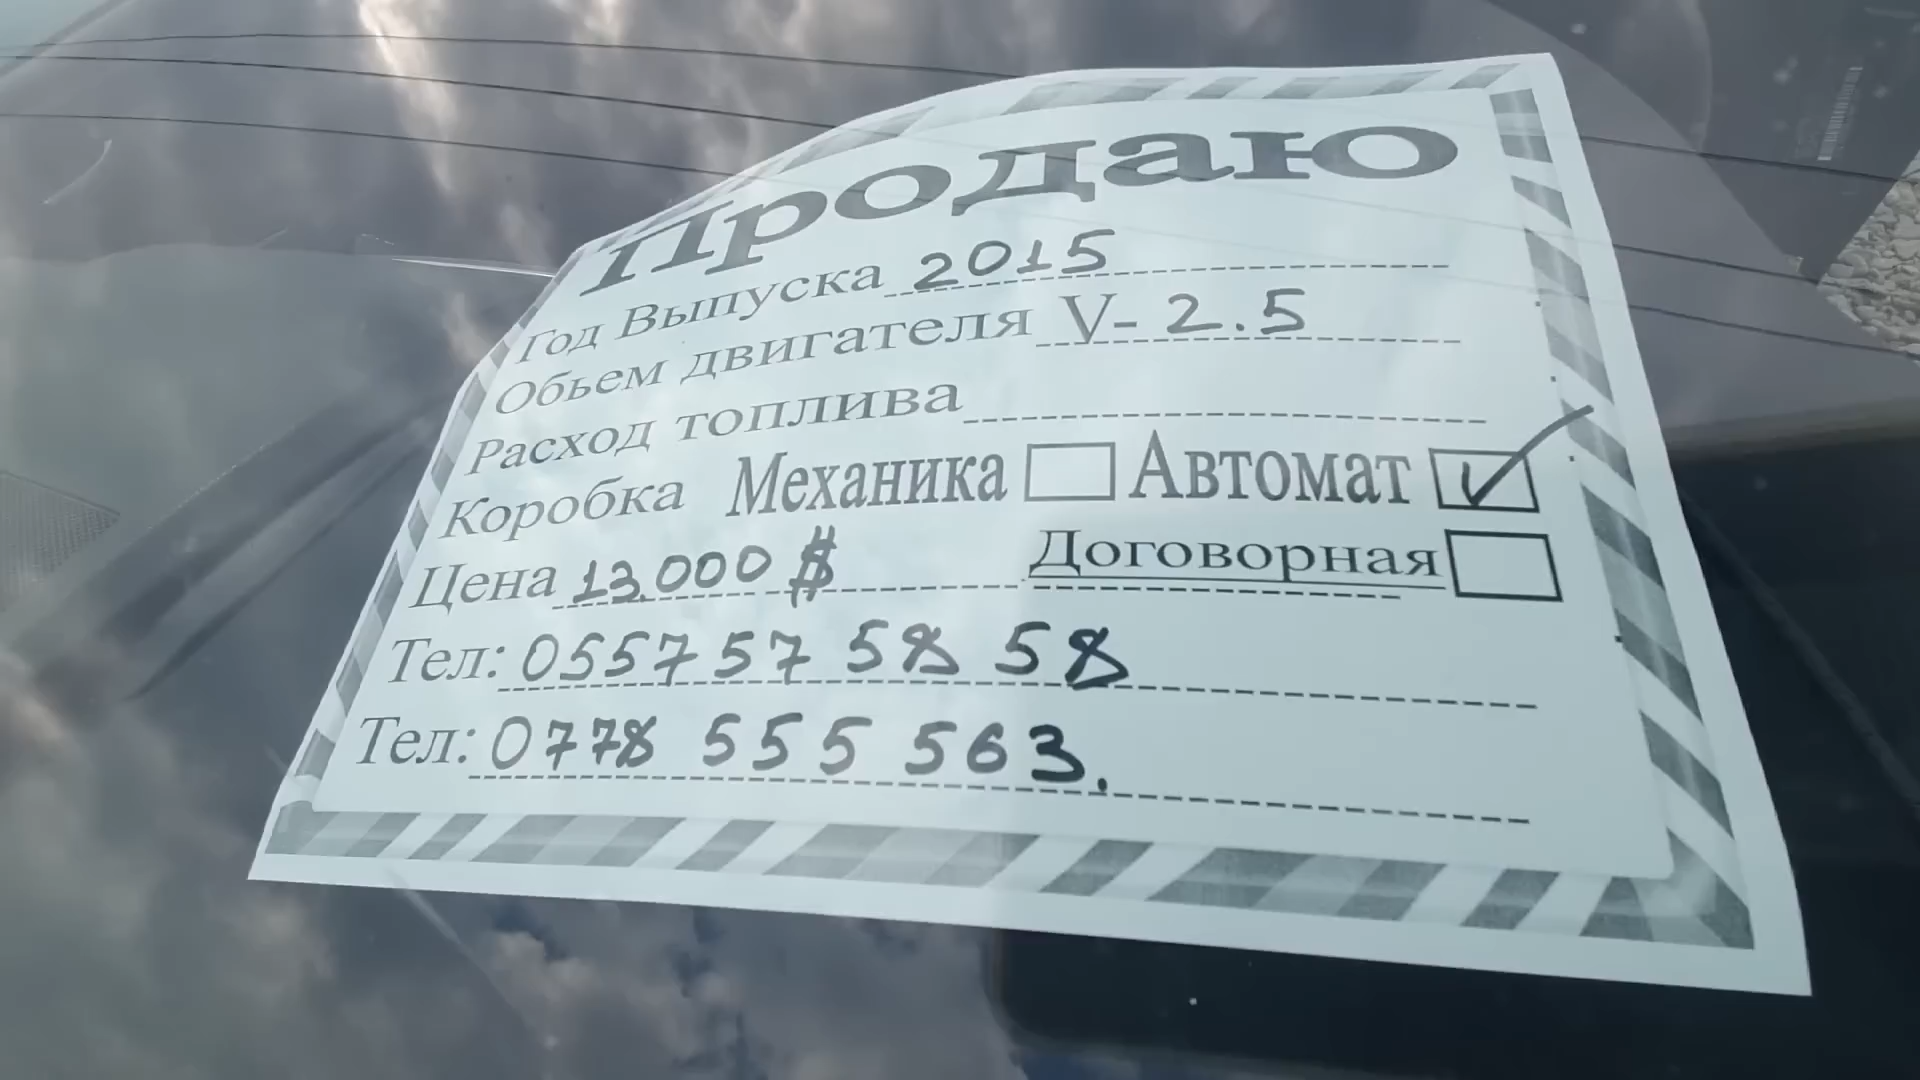 Продаю
Год Выпуска 2015
Обьем двигателя V- 2.5
Расход топлива
Коробка Механика Автомат
Цена 13.000 $ Договорная
Тел: 0557 57 58 58
Тел: 0778 555 563.